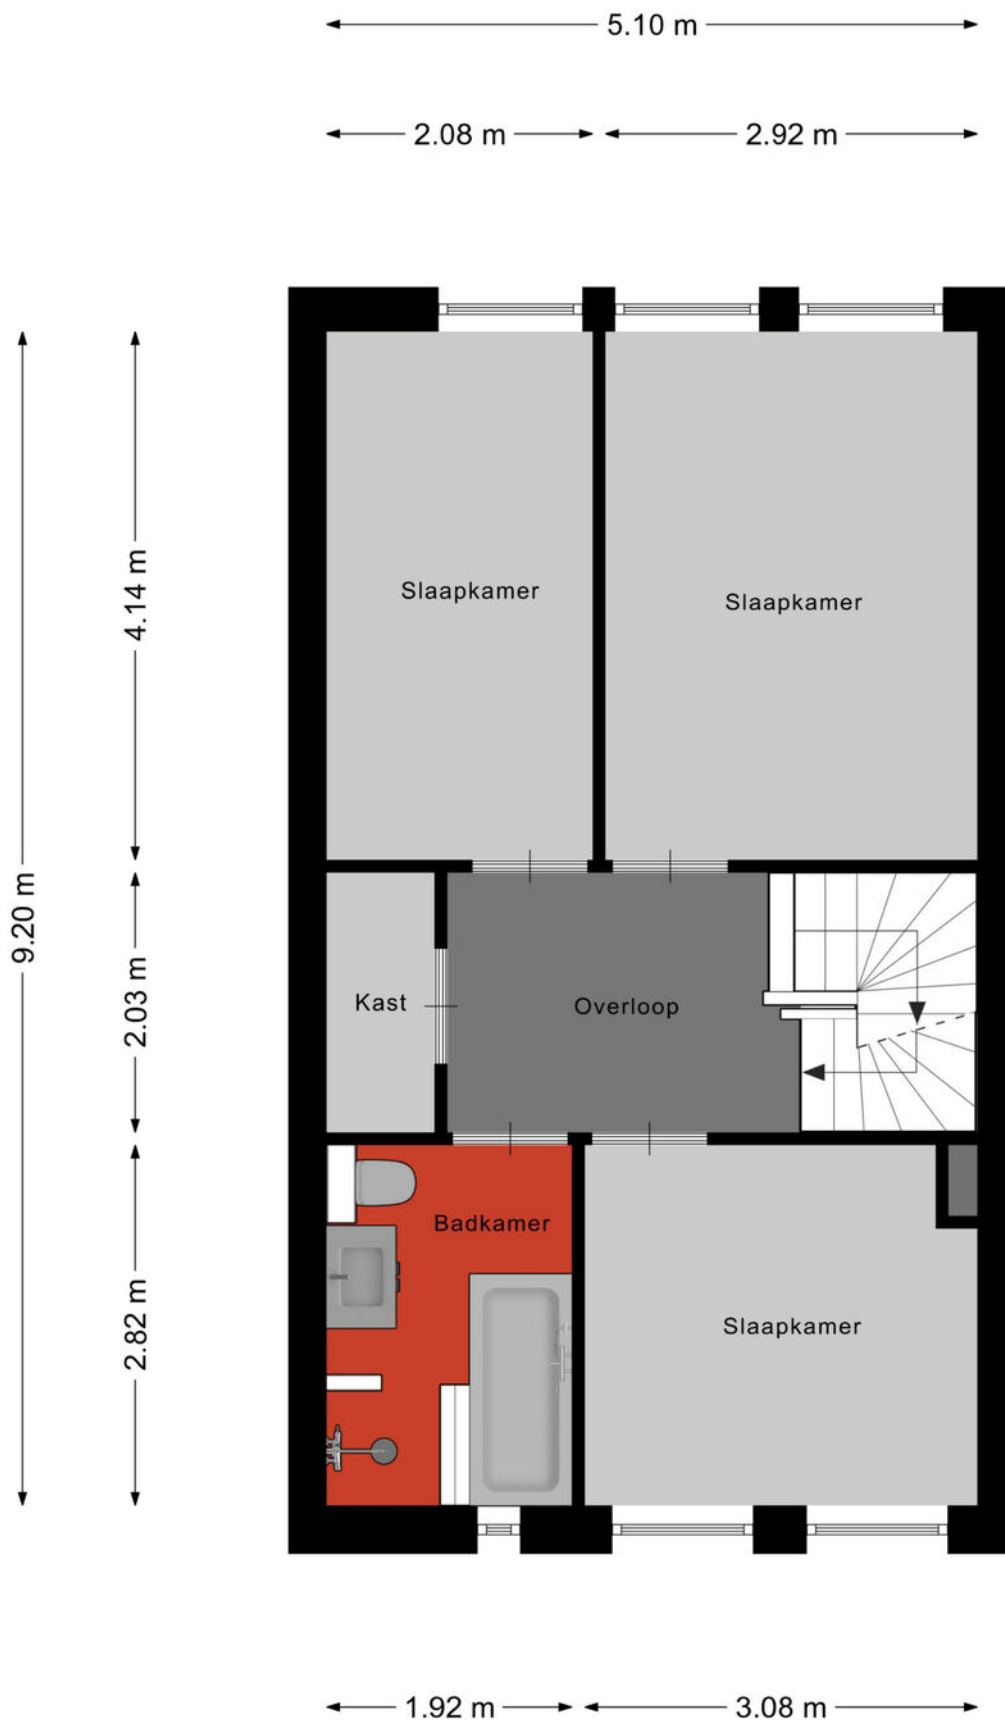 5.10 m
2.08 m
2.92 m
4.14 m
9.20 m
2.03 m
2.82 m
Slaapkamer
Slaapkamer
Kast
Overloop
Badkamer
Slaapkamer
1.92 m
3.08 m